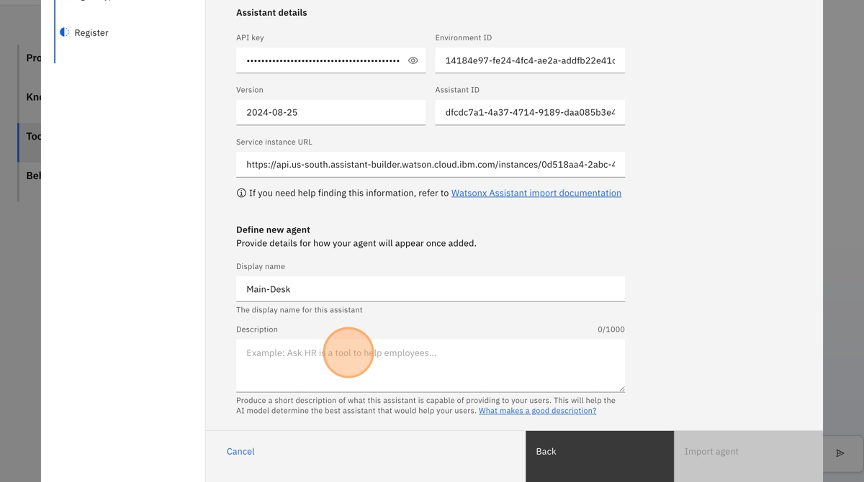 Register
Pro
Kno
Too
Beh
Assistant details
API key
Environment ID
••••••••••••••••••••••••••••••••••••••••••
14184e97-fe24-4fc4-ae2a-addfb22e41c
Version
Assistant ID
2024-08-25
dfcdc7a1-4a37-4714-9189-daa085b3e4
Service instance URL
https://api.us-south.assistant-builder.watson.cloud.ibm.com/instances/0d518aa4-2abc-4
If you need help finding this information, refer to Watsonx Assistant import documentation
Define new agent
Provide details for how your agent will appear once added.
Display name
Main-Desk
The display name for this assistant
Description
0/1000
Example: Ask HR is a tool to help employees...
Produce a short description of what this assistant is capable of providing to your users. This will help the
AI model determine the best assistant that would help your users. What makes a good description?
Cancel
Back
Import agent